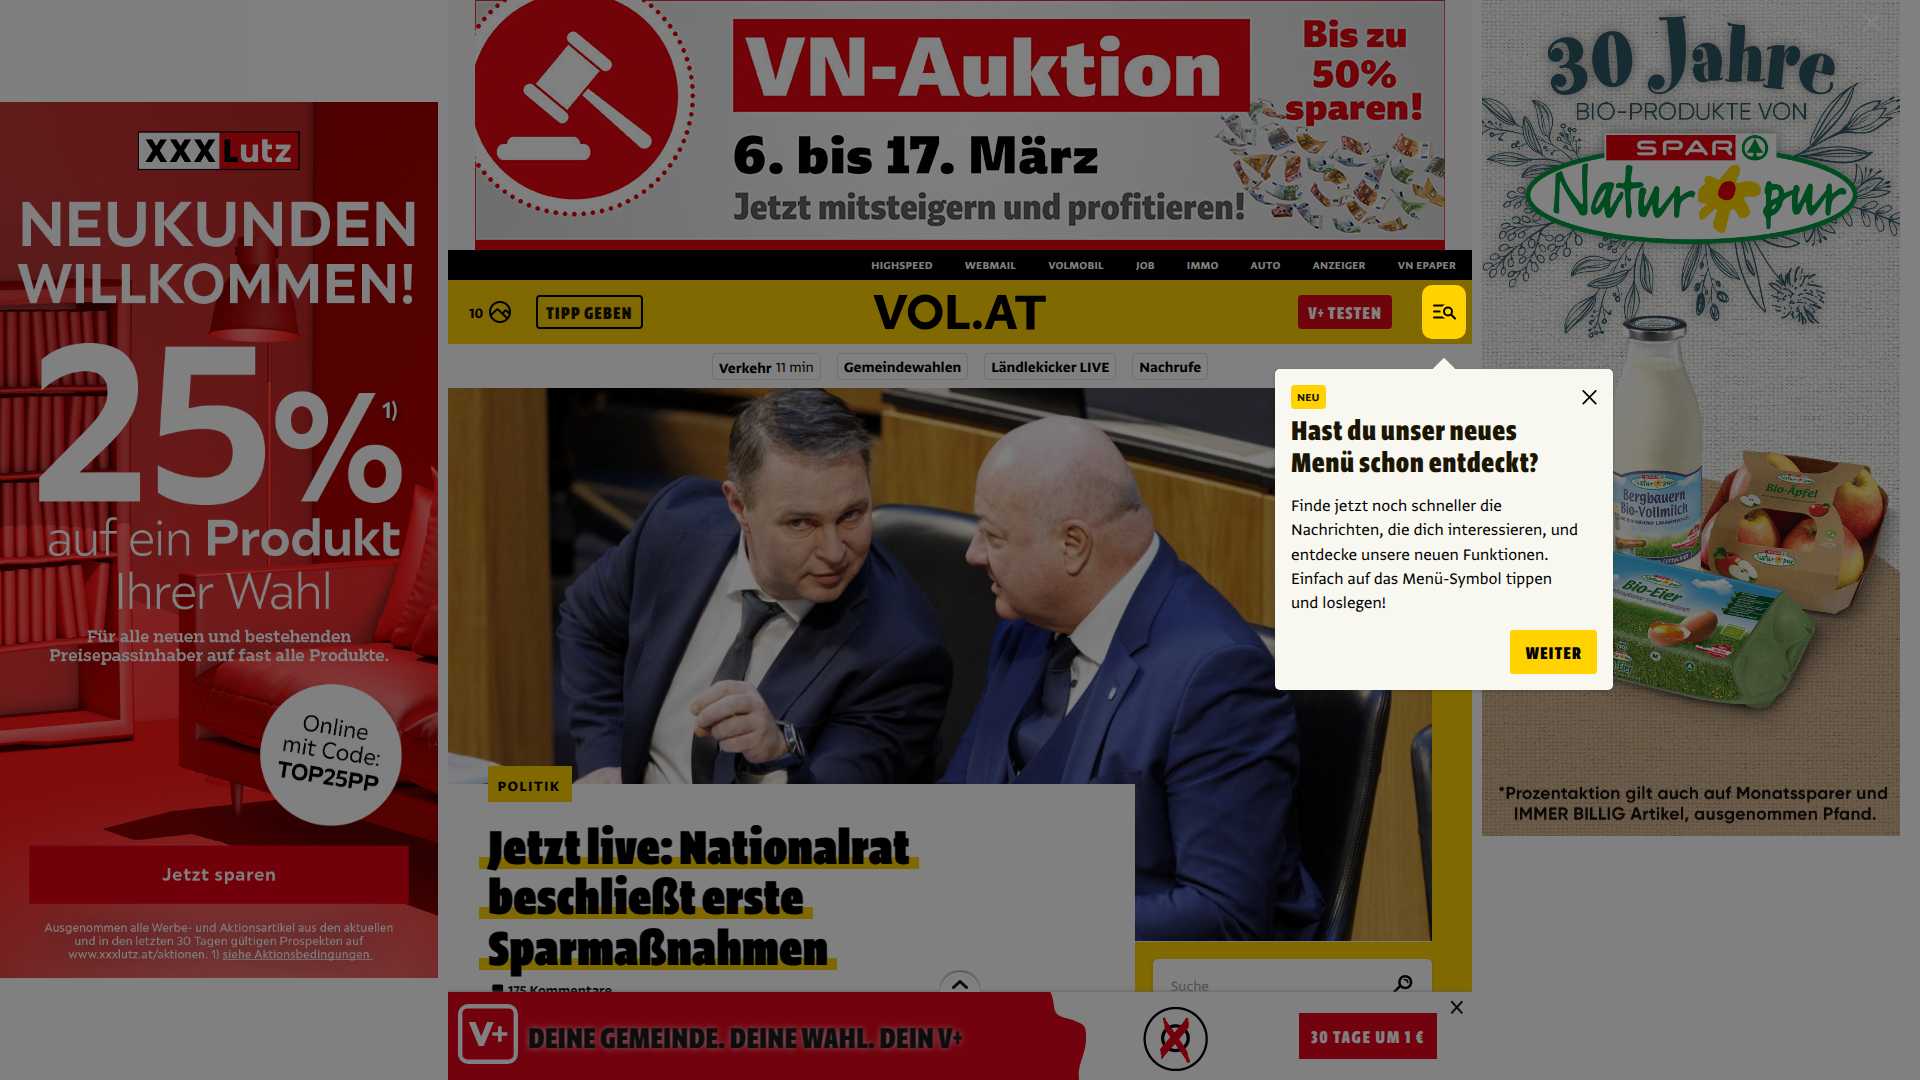 VN-Auktion
6. bis 17. März
Jetzt mitsteigern und profitieren!
Bis zu
50%
sparen!
XXXLutz
NEUKUNDEN
WILLKOMMEN!
25%1)
auf ein Produkt
Ihrer Wahl
Für alle neuen und bestehenden
Preisepassinhaber auf fast alle Produkte.
Online
mit Code:
TOP25PP
Jetzt sparen
Ausgenommen alle Werbe- und Aktionsartikel aus den aktuellen
und in den letzten 30 Tagen gültigen Prospekten auf
www.xxxlutz.at/aktionen. 1) siehe Aktionsbedingungen
HIGHSPEED WEBMAIL VOLMOBIL JOB IMMO AUTO ANZEIGER VN EPAPER
10 TIPP GEBEN VOL.AT V+ TESTEN
Verkehr 11 min Gemeindewahlen Ländlekicker LIVE Nachrufe
NEU
Hast du unser neues
Menü schon entdeckt?
Finde jetzt noch schneller die
Nachrichten, die dich interessieren, und
entdecke unsere neuen Funktionen.
Einfach auf das Menü-Symbol tippen
und loslegen!
WEITER
POLITIK
Jetzt live: Nationalrat
beschließt erste
Sparmaßnahmen
175 Kommentare
Suche
V+ DEINE GEMEINDE. DEINE WAHL. DEIN V+
30 TAGE UM 1 €
30 Jahre
BIO-PRODUKTE VON
SPAR
Natur pur
Bergbauern
Bio-Vollmilch
Bio-Äpfel
Natur pur
Bio-Eier
*Prozentaktion gilt auch auf Monatssparer und
IMMER BILLIG Artikel, ausgenommen Pfand.